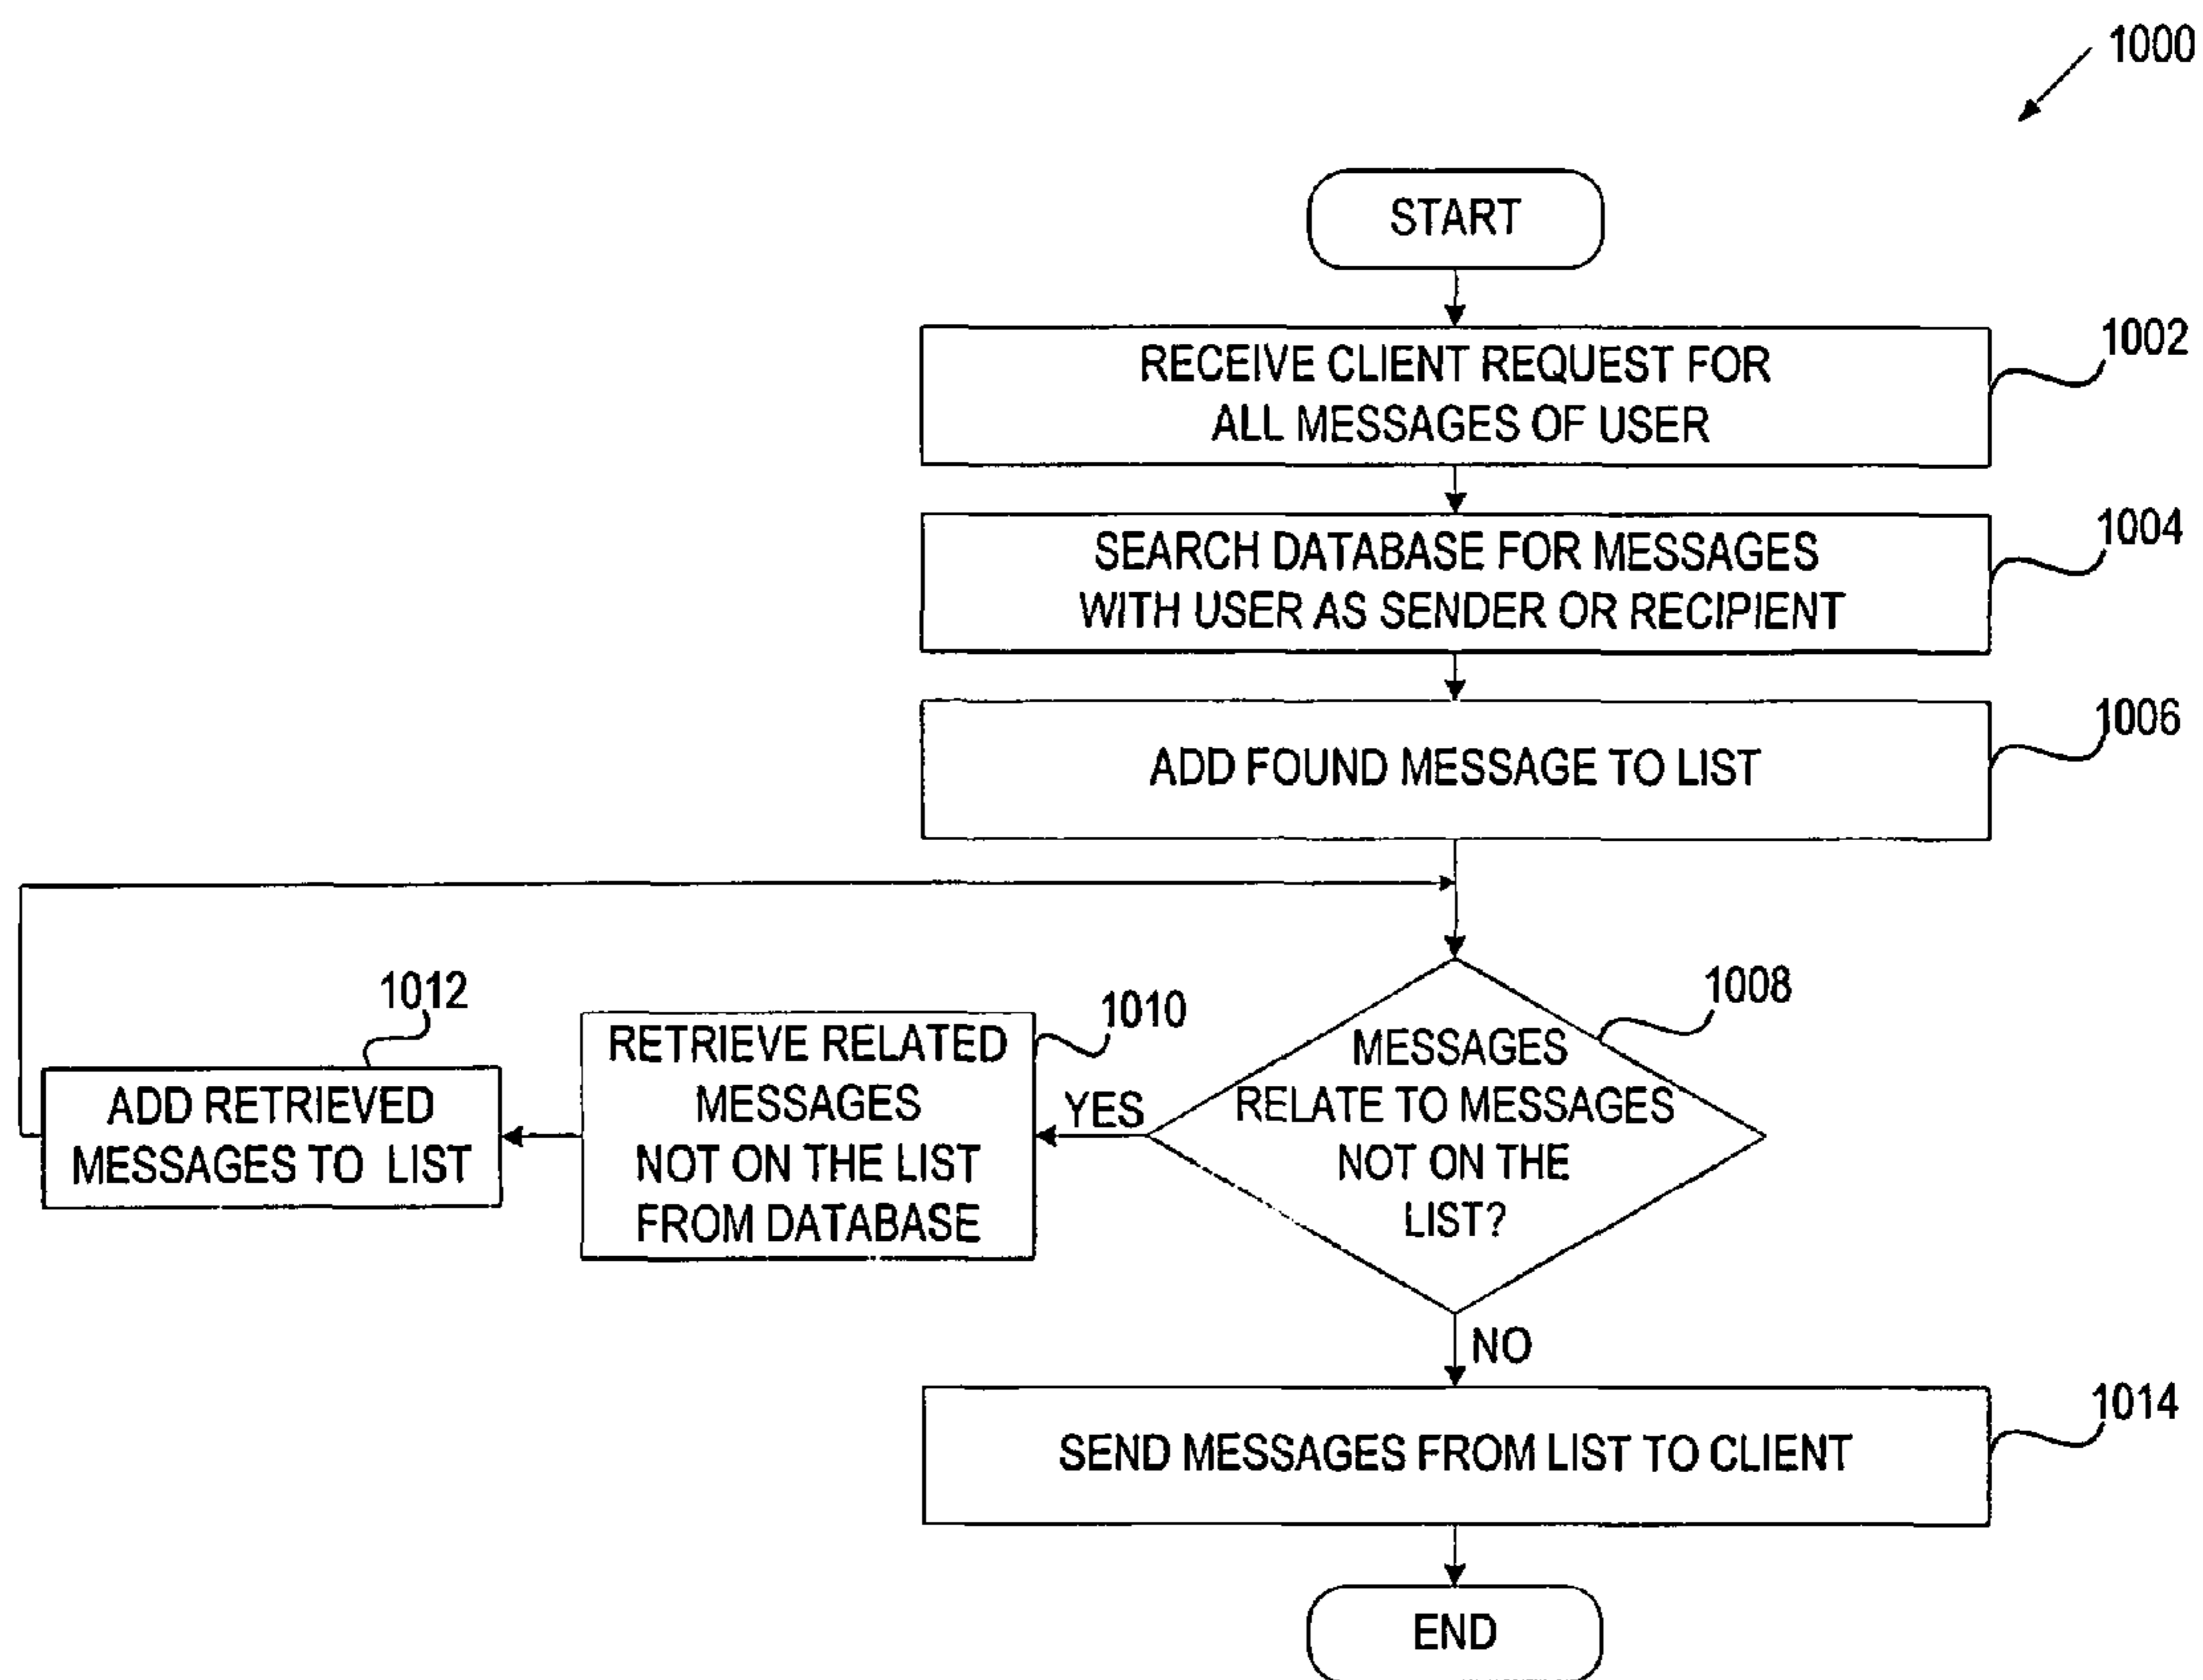 1000
START
RECEIVE CLIENT REQUEST FOR
ALL MESSAGES OF USER
1002
SEARCH DATABASE FOR MESSAGES
WITH USER AS SENDER OR RECIPIENT
1004
ADD FOUND MESSAGE TO LIST
1006
MESSAGES
RELATE TO MESSAGES
NOT ON THE
LIST?
1008
YES
RETRIEVE RELATED
MESSAGES
NOT ON THE LIST
FROM DATABASE
1010
ADD RETRIEVED
MESSAGES TO LIST
1012
NO
SEND MESSAGES FROM LIST TO CLIENT
1014
END